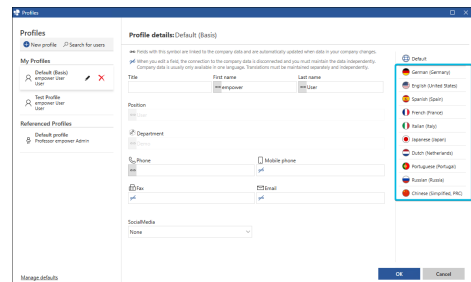 Profiles
Profiles
New profile
Search for users
My Profiles
Default (Basis)
empower User
User
Test Profile
empower User
User
Referenced Profiles
Default profile
Professor empower Admin
Manage defaults
Profile details: Default (Basis)
Fields with this symbol are linked to the company data and are automatically updated when data in your company changes.
When you edit a field, the connection to the company data is disconnected and you must maintain the data independently.
Company data is usually only available in one language. Translations must be maintained separately and independently.
Title
First name
Last name
empower
User
Position
User
Department
Phone
Mobile phone
Fax
Email
SocialMedia
None
Default
German (Germany)
English (United States)
Spanish (Spain)
French (France)
Italian (Italy)
Japanese (Japan)
Dutch (Netherlands)
Portuguese (Portugal)
Russian (Russia)
Chinese (Simplified, PRC)
OK
Cancel